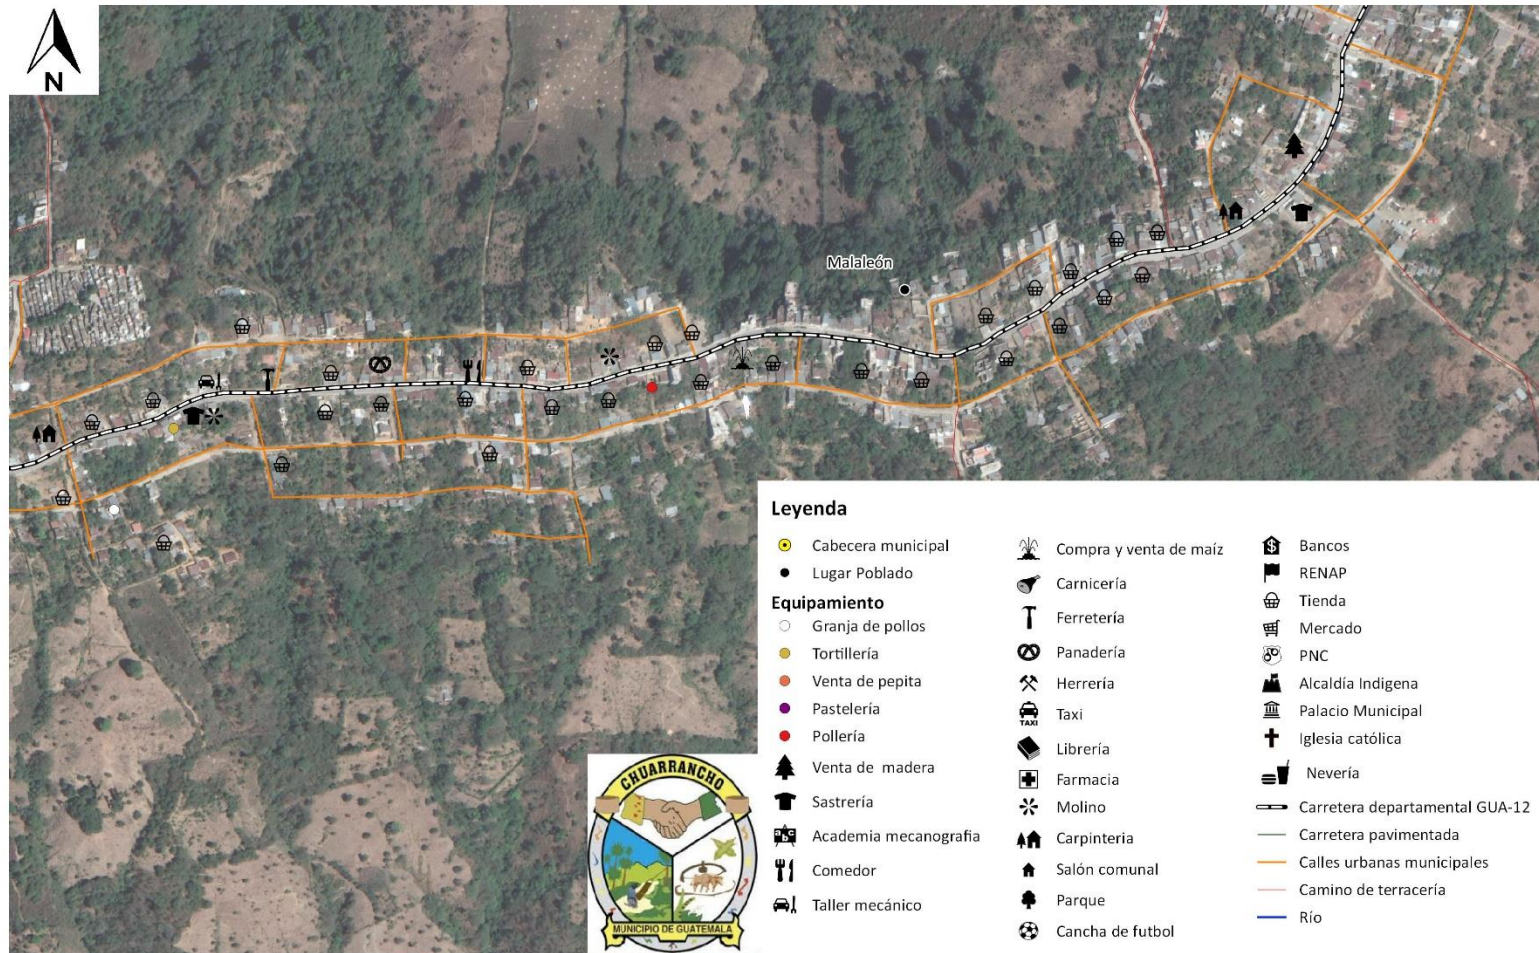 N
Malaleón
Leyenda
Cabecera municipal
Lugar Poblado
Equipamiento
Granja de pollos
Tortillería
Venta de pepita
Pastelería
Pollería
Venta de madera
Sastrería
abc
Academia mecanografia
Comedor
Taller mecánico
Compra y venta de maíz
Carnicería
Ferretería
Panadería
Herrería
TAXI
Taxi
Librería
Farmacia
Molino
Carpinteria
Salón comunal
Parque
Cancha de futbol
$
Bancos
RENAP
Tienda
Mercado
PNC
Alcaldía Indigena
Palacio Municipal
Iglesia católica
Nevería
Carretera departamental GUA-12
Carretera pavimentada
Calles urbanas municipales
Camino de terracería
Río
CHUARRANCHO
MUNICIPIO DE GUATEMALA